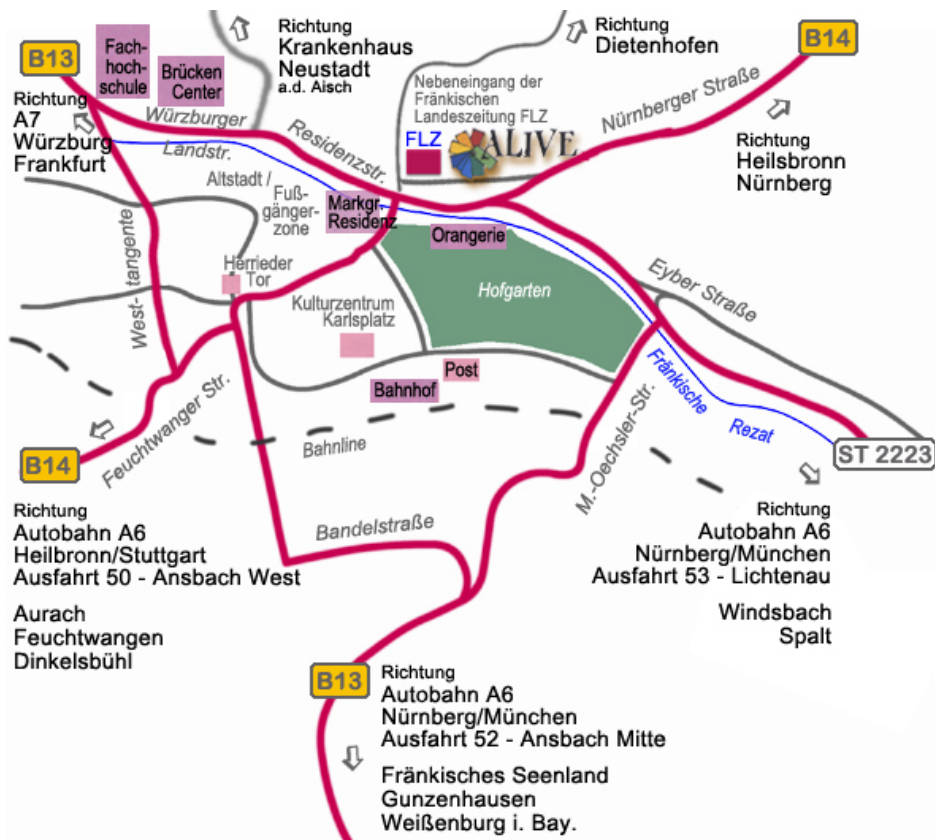 B13
Fach-
hoch-
schule
Brücken
Center
Richtung
Krankenhaus
Neustadt
a.d. Aisch
Richtung
Dietenhofen
B14
Nebeneingang der
Fränkischen
Landeszeitung FLZ
FLZ
ALIVE
Nürnberger Straße
Richtung
Heilsbronn
Nürnberg
Richtung
A7
Würzburg
Frankfurt
Würzburger
Landstr.
Residenzstr.
Altstadt /
Fuß-
gänger-
zone
Markgr.
Residenz
Orangerie
Hofgarten
Eyber Straße
West- tangente
Herrieder
Tor
Kulturzentrum
Karlsplatz
Post
Bahnhof
Fränkische
Rezat
Feuchtwanger Str.
Bahnline
M.-Oechsler-Str.
ST 2223
B14
Richtung
Autobahn A6
Heilbronn/Stuttgart
Ausfahrt 50 - Ansbach West
Aurach
Feuchtwangen
Dinkelsbühl
Bandelstraße
Richtung
Autobahn A6
Nürnberg/München
Ausfahrt 53 - Lichtenau
Windsbach
Spalt
B13
Richtung
Autobahn A6
Nürnberg/München
Ausfahrt 52 - Ansbach Mitte
Fränkisches Seenland
Gunzenhausen
Weißenburg i. Bay.